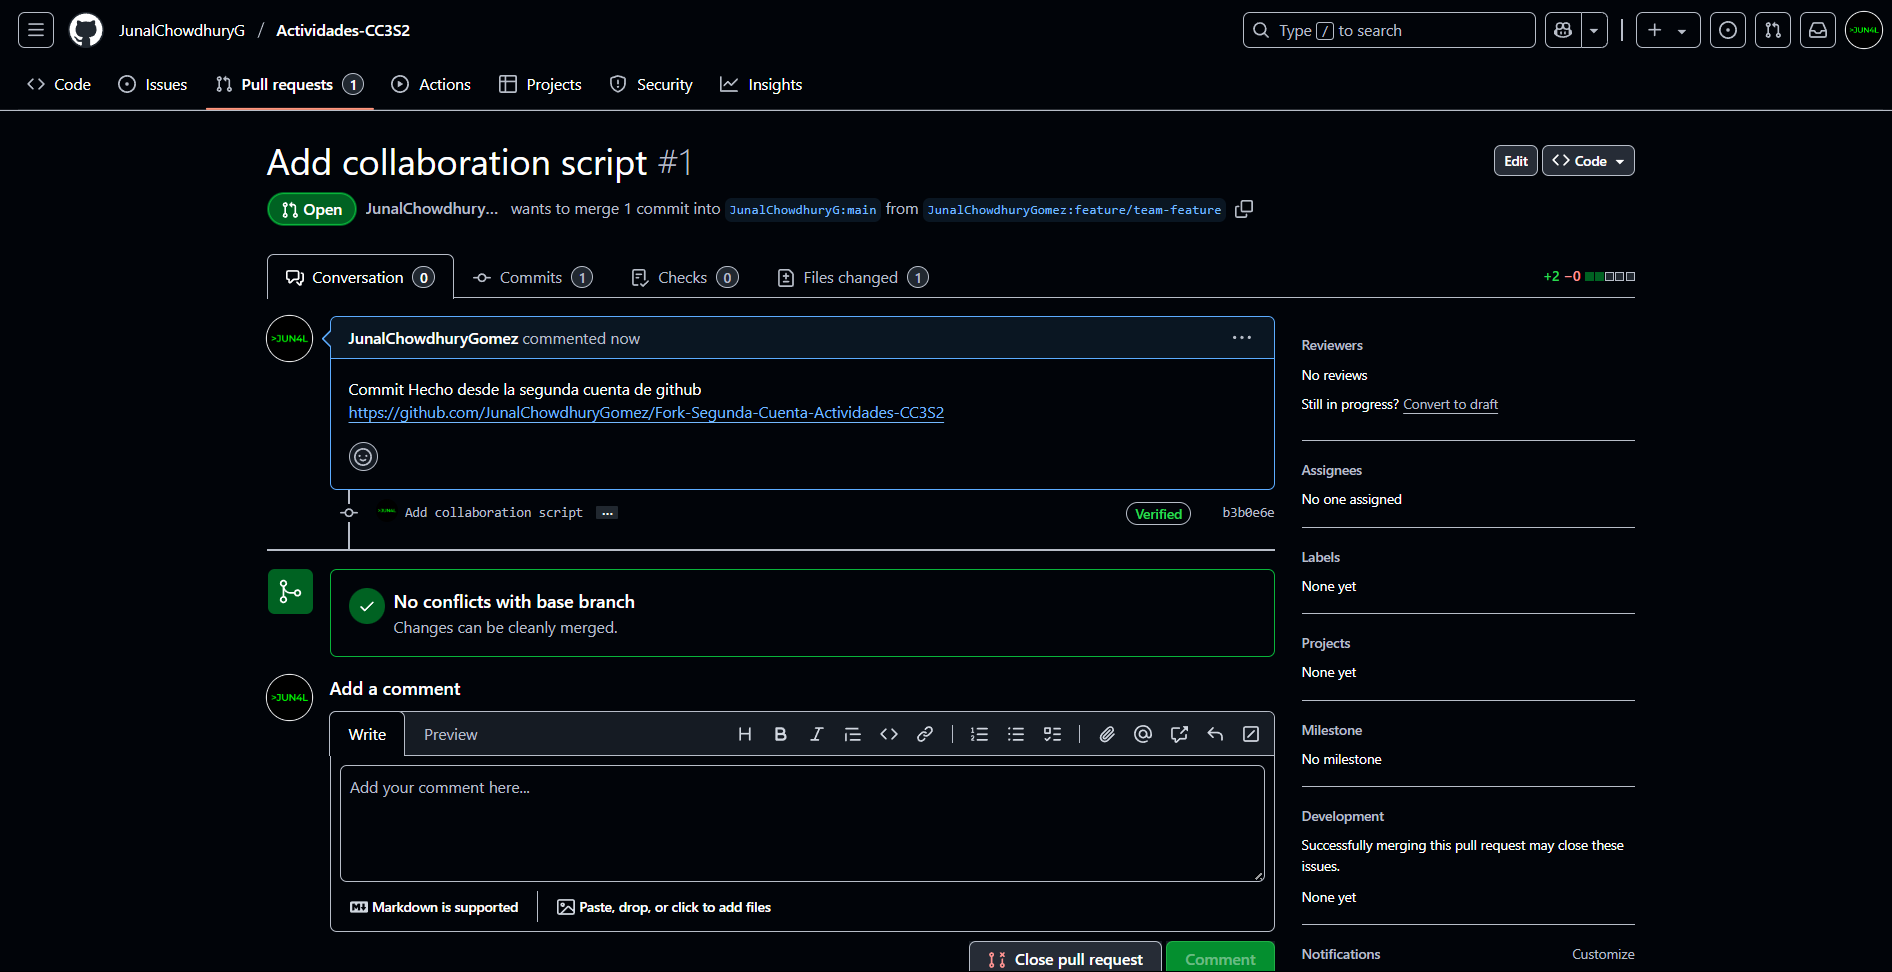 JunalChowdhuryG / Actividades-CC3S2
Type / to search
>JUN4L
Code
Issues
Pull requests 1
Actions
Projects
Security
Insights
Add collaboration script #1
Edit
Code
Open
JunalChowdhury... wants to merge 1 commit into JunalChowdhuryG:main from JunalChowdhuryGomez:feature/team-feature
Conversation 0
Commits 1
Checks 0
Files changed 1
+2 −0
>JUN4L
JunalChowdhuryGomez commented now
Commit Hecho desde la segunda cuenta de github
https://github.com/JunalChowdhuryGomez/Fork-Segunda-Cuenta-Actividades-CC3S2
>JUN4L Add collaboration script ...
Verified
b3b0e6e
No conflicts with base branch
Changes can be cleanly merged.
>JUN4L
Add a comment
Write
Preview
Add your comment here...
Markdown is supported
Paste, drop, or click to add files
Close pull request
Comment
Reviewers
No reviews
Still in progress? Convert to draft
Assignees
No one assigned
Labels
None yet
Projects
None yet
Milestone
No milestone
Development
Successfully merging this pull request may close these
issues.
None yet
Notifications
Customize